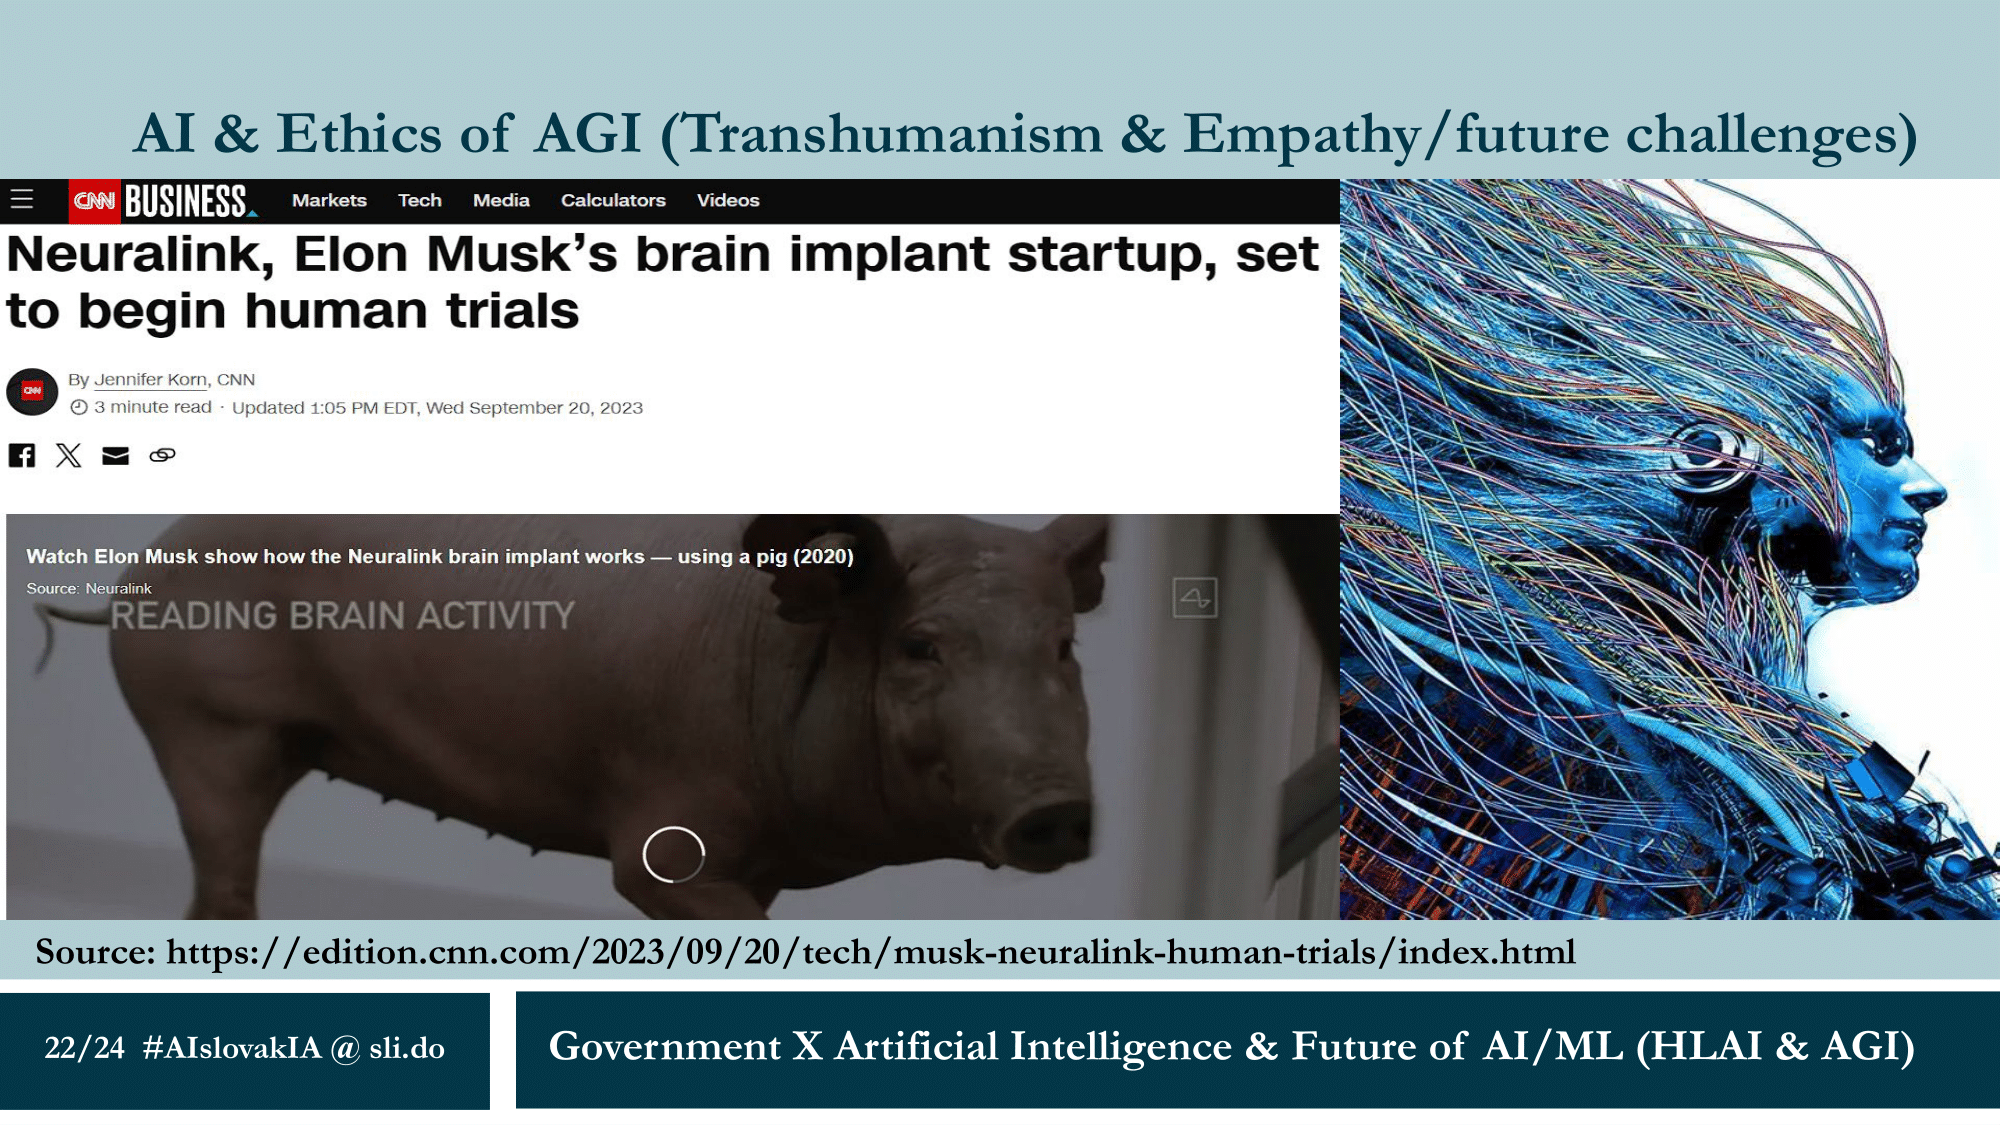 AI & Ethics of AGI (Transhumanism & Empathy/future challenges)
CNN BUSINESS Markets Tech Media Calculators Videos
Neuralink, Elon Musk’s brain implant startup, set
to begin human trials
CNN
By Jennifer Korn, CNN
3 minute read · Updated 1:05 PM EDT, Wed September 20, 2023
Watch Elon Musk show how the Neuralink brain implant works — using a pig (2020)
Source: Neuralink
READING BRAIN ACTIVITY
Source: https://edition.cnn.com/2023/09/20/tech/musk-neuralink-human-trials/index.html
22/24 #AIslovakIA @ sli.do
Government X Artificial Intelligence & Future of AI/ML (HLAI & AGI)